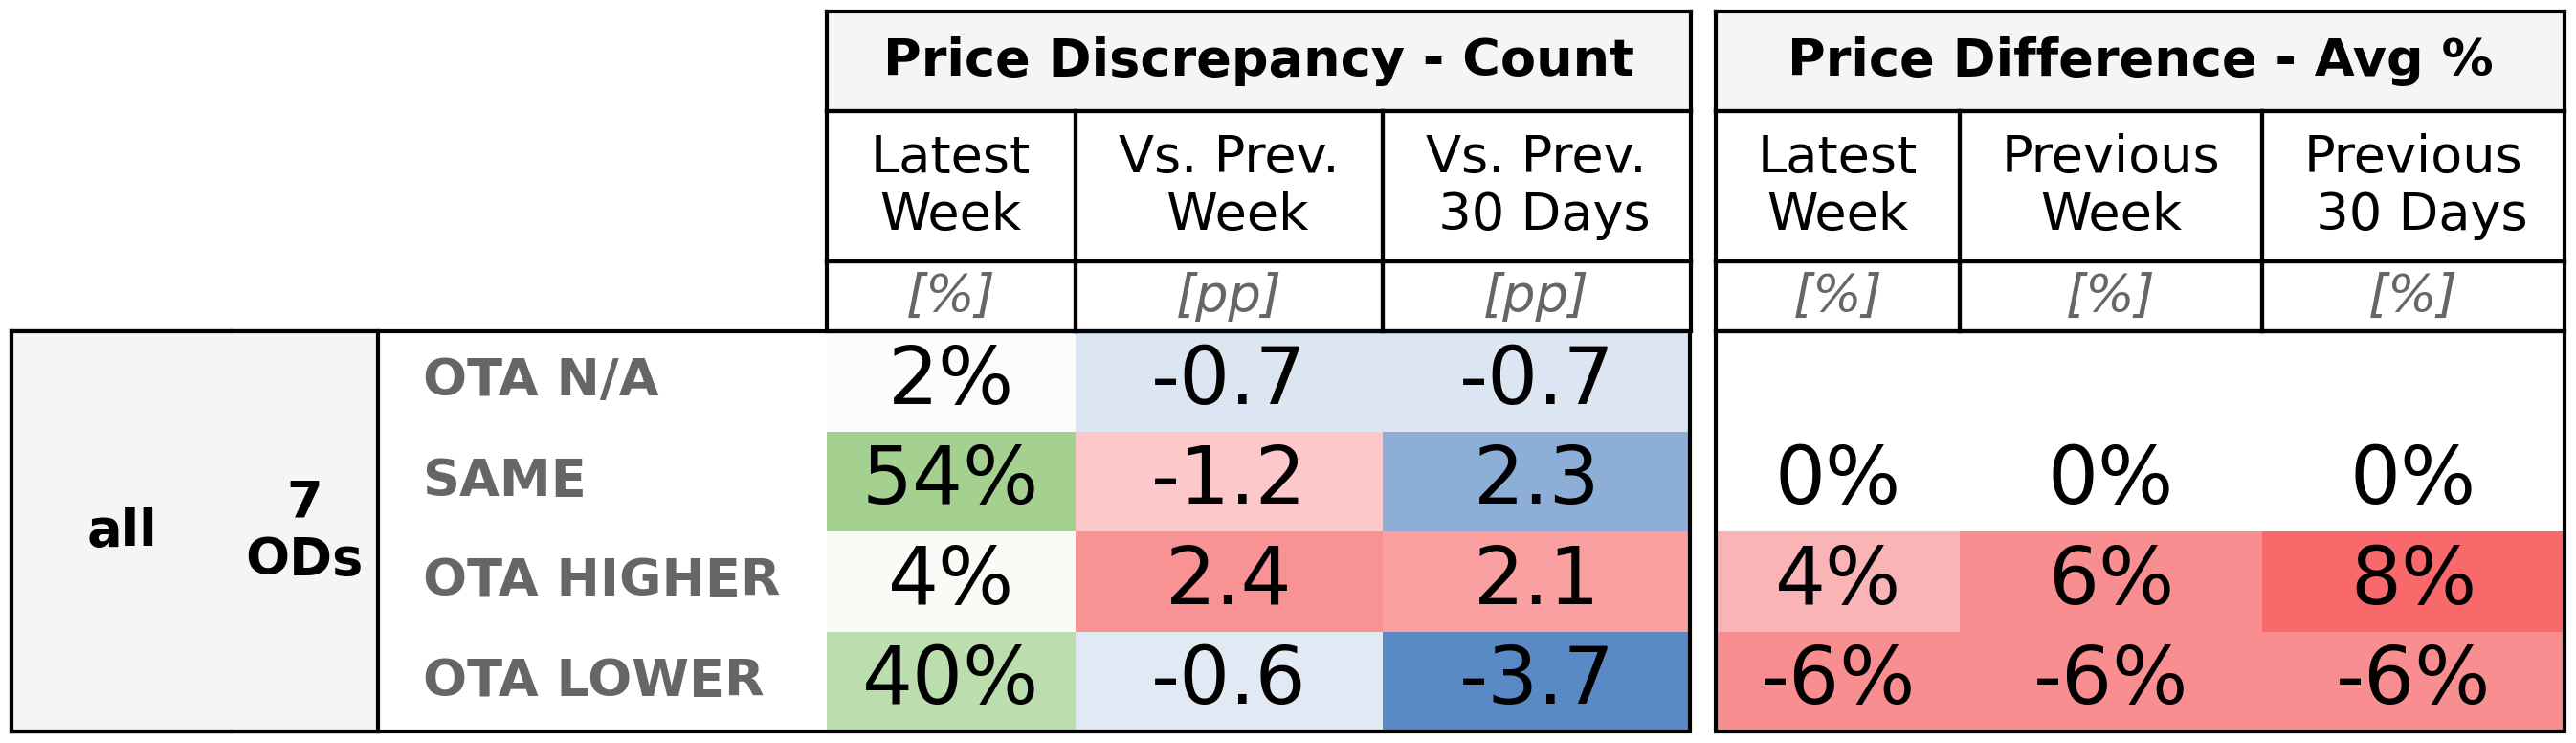 Price Discrepancy - Count Price Difference - Avg %
Latest Week Vs. Prev. Week Vs. Prev. 30 Days Latest Week Previous Week Previous 30 Days
[%] [pp] [pp] [%] [%] [%]
all 7 ODs
OTA N/A 2% -0.7 -0.7
SAME 54% -1.2 2.3 0% 0% 0%
OTA HIGHER 4% 2.4 2.1 4% 6% 8%
OTA LOWER 40% -0.6 -3.7 -6% -6% -6%